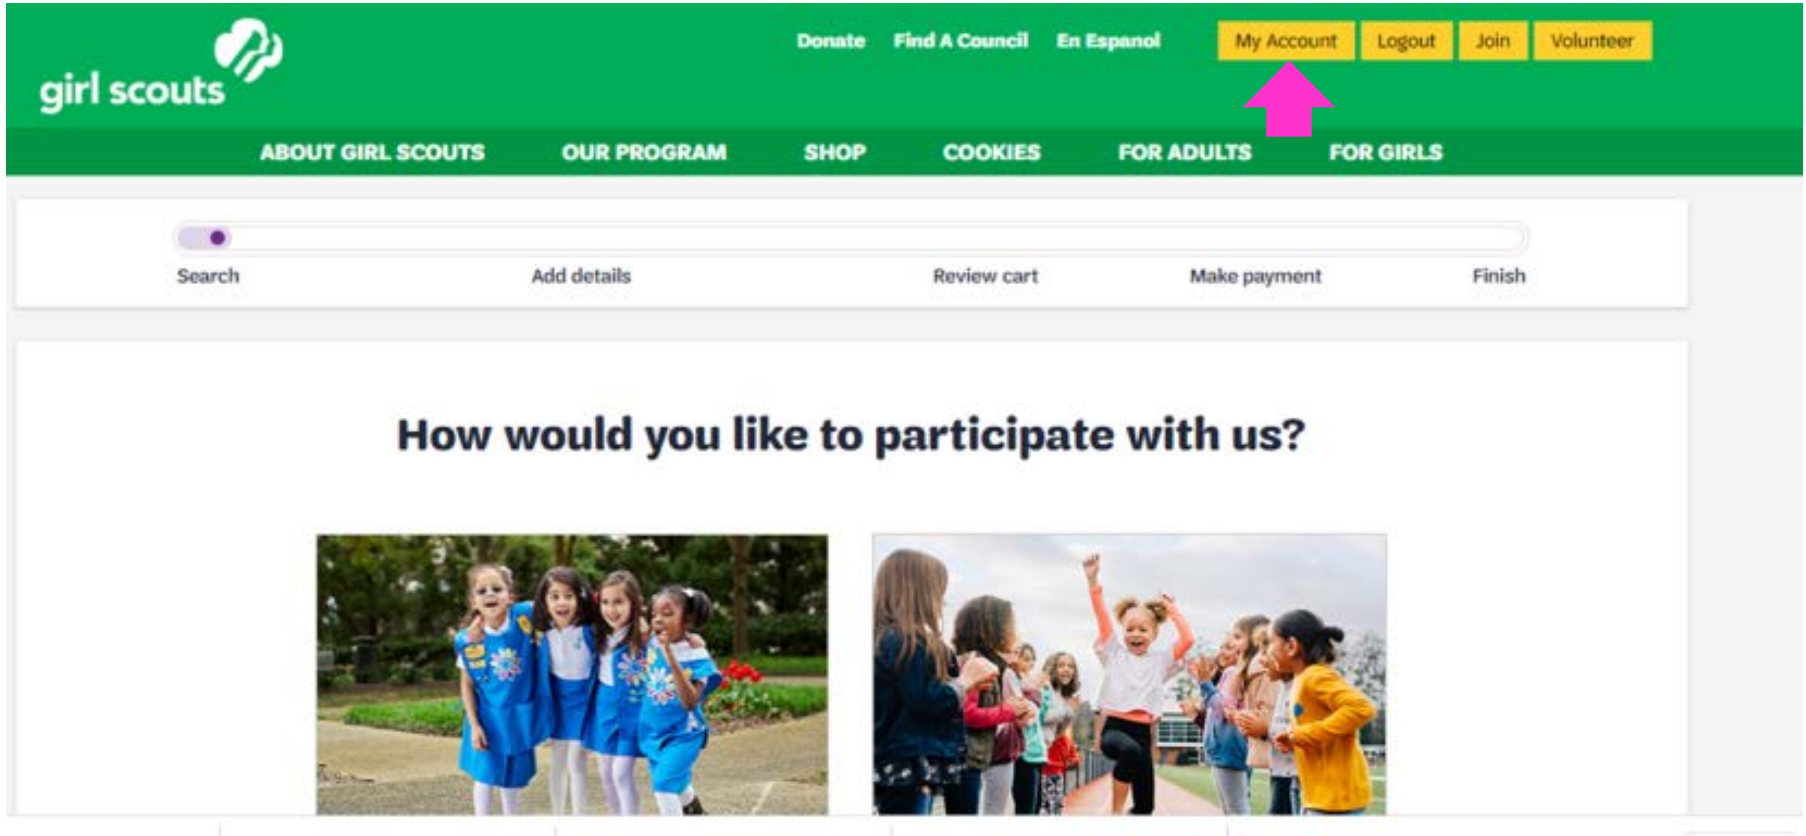 girl scouts
Donate Find A Council En Espanol My Account Logout Join Volunteer
ABOUT GIRL SCOUTS OUR PROGRAM SHOP COOKIES FOR ADULTS FOR GIRLS
Search Add details Review cart Make payment Finish
How would you like to participate with us?